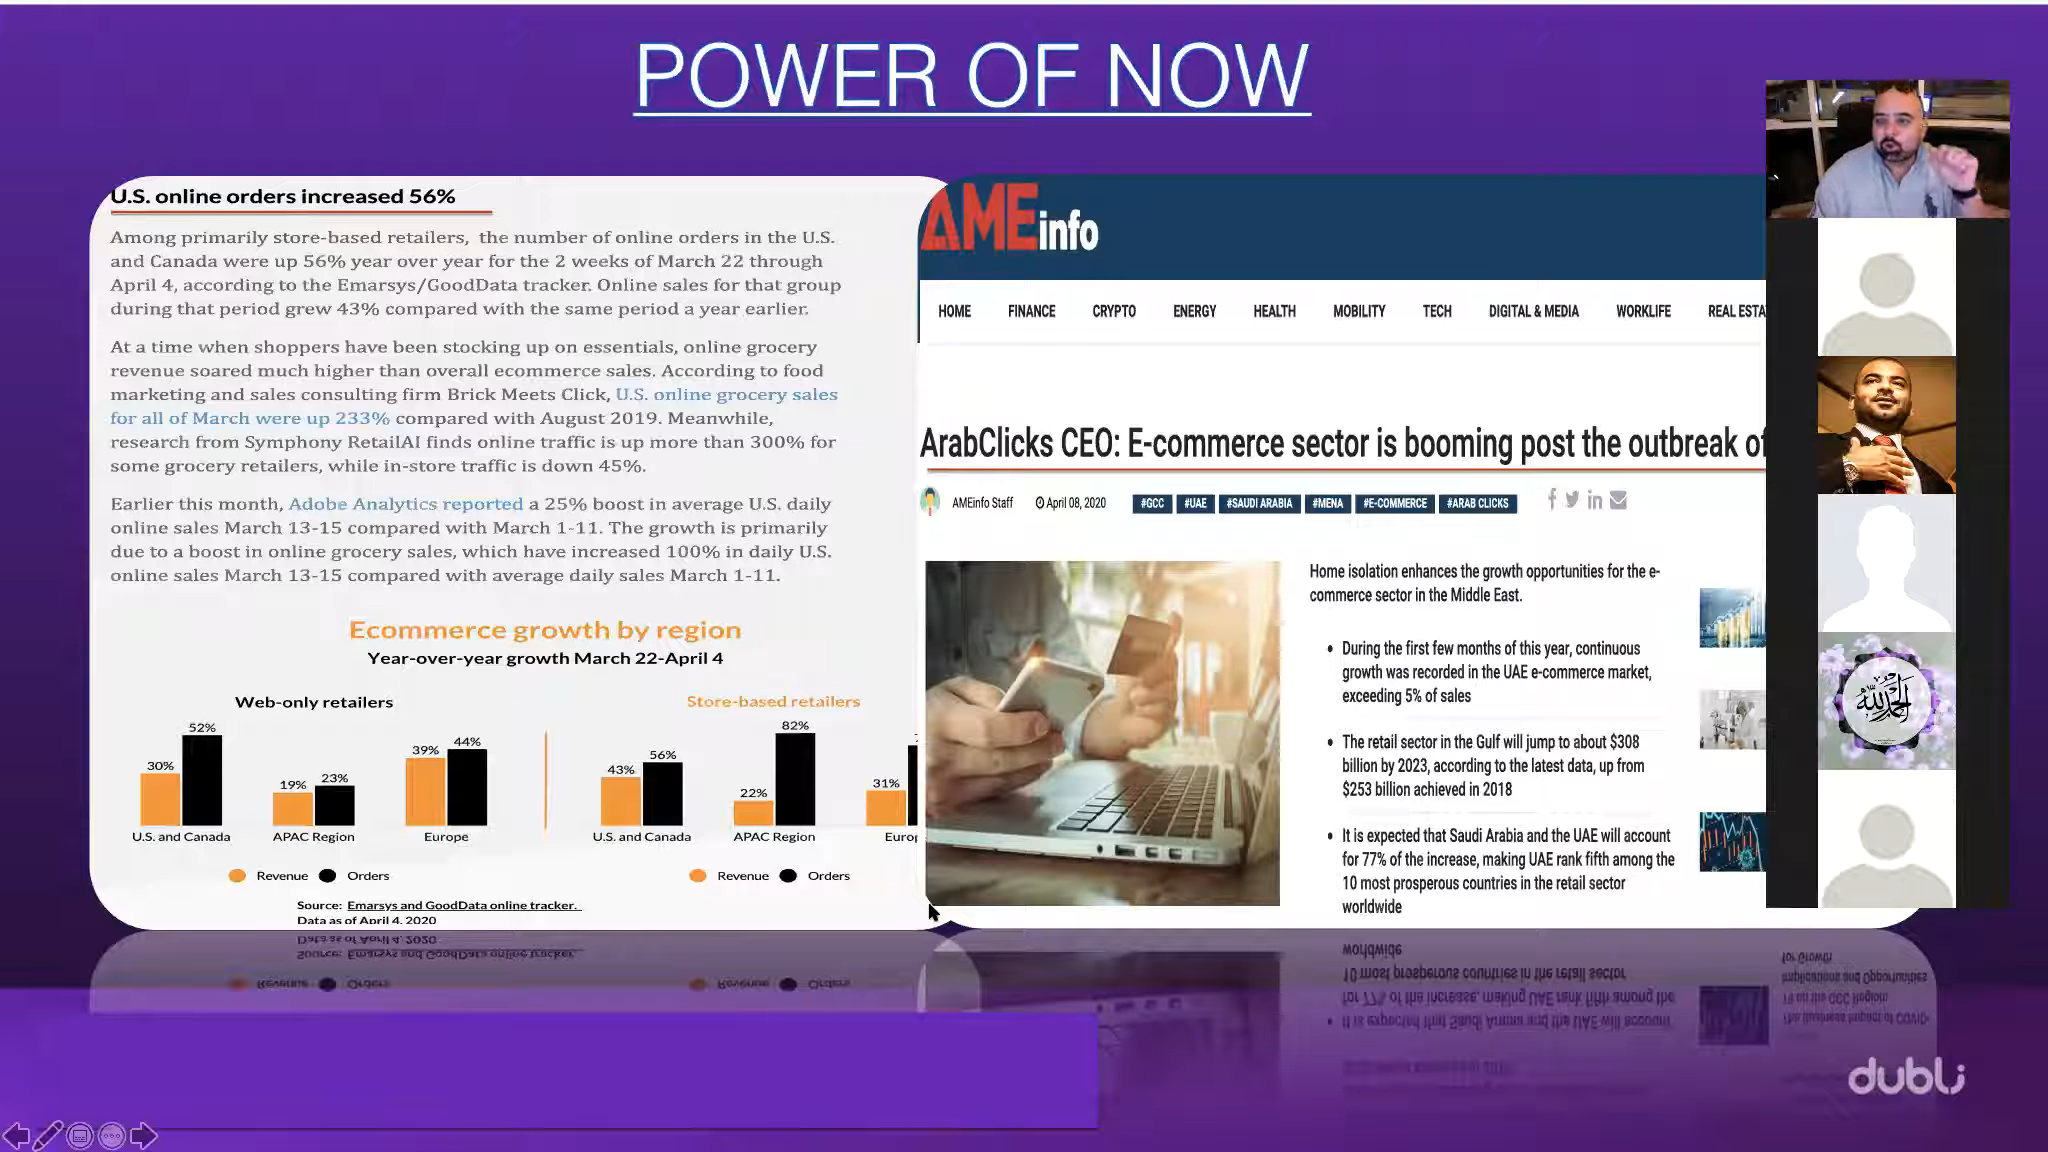 POWER OF NOW
U.S. online orders increased 56%
Among primarily store-based retailers, the number of online orders in the U.S.
and Canada were up 56% year over year for the 2 weeks of March 22 through
April 4, according to the Emarsys/GoodData tracker. Online sales for that group
during that period grew 43% compared with the same period a year earlier.
At a time when shoppers have been stocking up on essentials, online grocery
revenue soared much higher than overall ecommerce sales. According to food
marketing and sales consulting firm Brick Meets Click, U.S. online grocery sales
for all of March were up 233% compared with August 2019. Meanwhile,
research from Symphony RetailAI finds online traffic is up more than 300% for
some grocery retailers, while in-store traffic is down 45%.
Earlier this month, Adobe Analytics reported a 25% boost in average U.S. daily
online sales March 13-15 compared with March 1-11. The growth is primarily
due to a boost in online grocery sales, which have increased 100% in daily U.S.
online sales March 13-15 compared with average daily sales March 1-11.
Ecommerce growth by region
Year-over-year growth March 22-April 4
Web-only retailers
30% 52%
19% 23%
39% 44%
U.S. and Canada APAC Region Europe
Revenue Orders
Store-based retailers
43% 56%
22% 82%
31%
U.S. and Canada APAC Region Europ
Revenue Orders
Source: Emarsys and GoodData online tracker.
Data as of April 4, 2020
AMEinfo
HOME FINANCE CRYPTO ENERGY HEALTH MOBILITY TECH DIGITAL & MEDIA WORKLIFE REAL ESTA
ArabClicks CEO: E-commerce sector is booming post the outbreak of
AMEinfo Staff April 08, 2020 #GCC #UAE #SAUDI ARABIA #MENA #E-COMMERCE #ARAB CLICKS
Home isolation enhances the growth opportunities for the e-
commerce sector in the Middle East.
• During the first few months of this year, continuous
growth was recorded in the UAE e-commerce market,
exceeding 5% of sales
• The retail sector in the Gulf will jump to about $308
billion by 2023, according to the latest data, up from
$253 billion achieved in 2018
• It is expected that Saudi Arabia and the UAE will account
for 77% of the increase, making UAE rank fifth among the
10 most prosperous countries in the retail sector
worldwide
الحمد لله
dubli